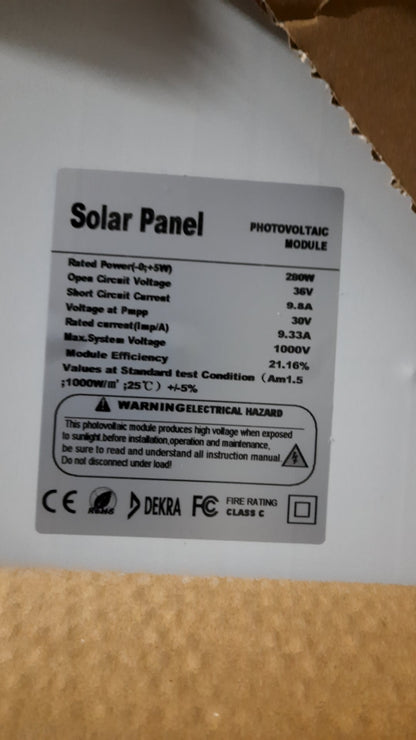 Solar Panel
PHOTOVOLTAIC
MODULE
Rated Power(-0;+5W) 280W
Open Circuit Voltage 36V
Short Circuit Current 9.8A
Voltage at Pmpp 30V
Rated current(Imp/A) 9.33A
Max.System Voltage 1000V
Module Efficiency 21.16%
Values at Standard test Condition (Am1.5
;1000W/m²;25℃) +/-5%
WARNINGELECTRICAL HAZARD
This photovoltaic module produces high voltage when exposed
to sunlight.before installation,operation and maintenance,
be sure to read and understand all instruction manual.
Do not disconned under load!
CE RoHS DEKRA FC FIRE RATING
CLASS C